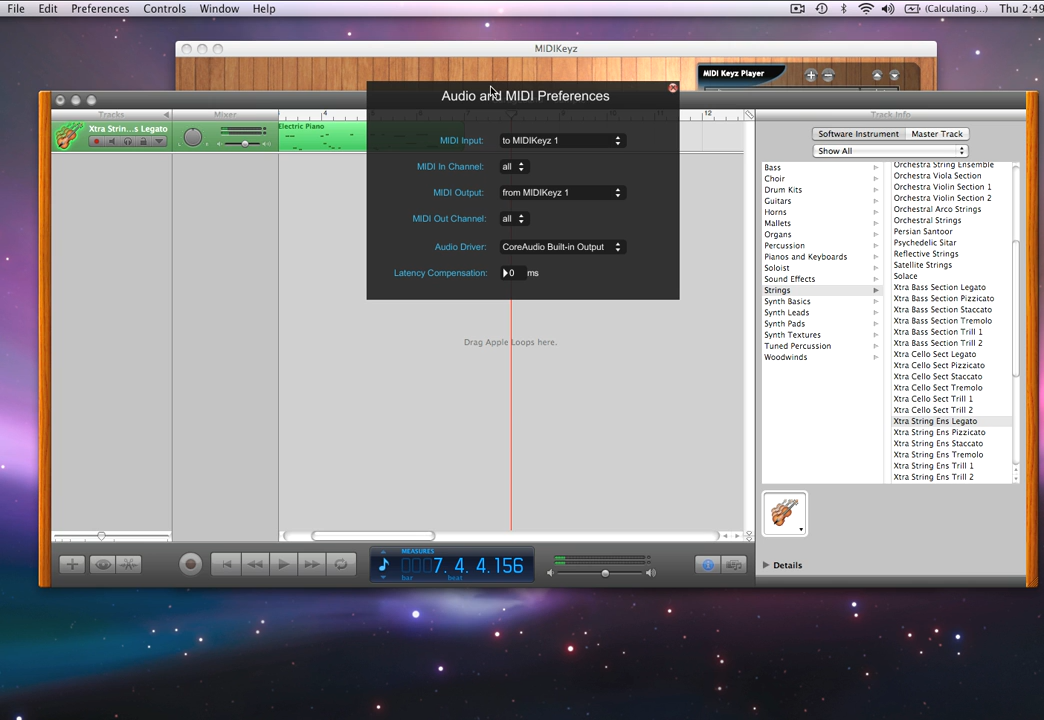 File Edit Preferences Controls Window Help (Calculating...) Thu 2:49
MIDIKeyz
MIDI Keyz Player
Audio and MIDI Preferences
MIDI Input: to MIDIKeyz 1
MIDI In Channel: all
MIDI Output: from MIDIKeyz 1
MIDI Out Channel: all
Audio Driver: CoreAudio Built-in Output
Latency Compensation: 0 ms
Tracks Mixer 4 12 Track Info
Xtra Strin...s Legato
L R
Electric Piano
Drag Apple Loops here.
Software Instrument Master Track
Show All
Bass
Choir
Drum Kits
Guitars
Horns
Mallets
Organs
Percussion
Pianos and Keyboards
Soloist
Sound Effects
Strings
Synth Basics
Synth Leads
Synth Pads
Synth Textures
Tuned Percussion
Woodwinds
Orchestra String Ensemble
Orchestra Viola Section
Orchestra Violin Section 1
Orchestra Violin Section 2
Orchestral Arco Strings
Orchestral Strings
Persian Santoor
Psychedelic Sitar
Reflective Strings
Satellite Strings
Solace
Xtra Bass Section Legato
Xtra Bass Section Pizzicato
Xtra Bass Section Staccato
Xtra Bass Section Tremolo
Xtra Bass Section Trill 1
Xtra Bass Section Trill 2
Xtra Cello Sect Legato
Xtra Cello Sect Pizzicato
Xtra Cello Sect Staccato
Xtra Cello Sect Tremolo
Xtra Cello Sect Trill 1
Xtra Cello Sect Trill 2
Xtra String Ens Legato
Xtra String Ens Pizzicato
Xtra String Ens Staccato
Xtra String Ens Tremolo
Xtra String Ens Trill 1
Xtra String Ens Trill 2
MEASURES
007. 4. 4.156
bar beat
Details